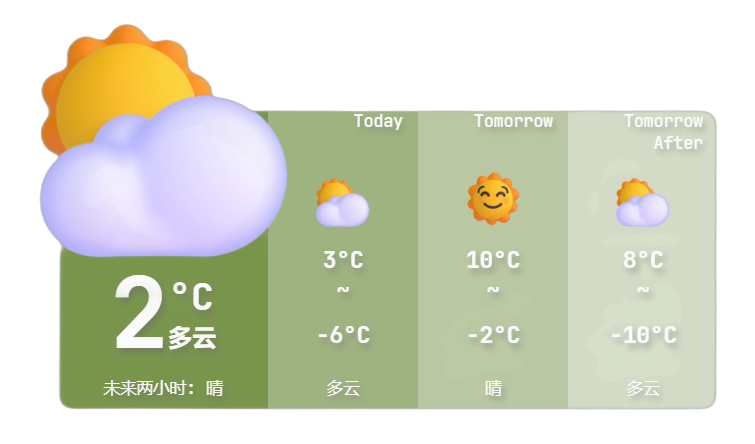 2°C
多云
未来两小时：晴
Today
3°C
~
-6°C
多云
Tomorrow
10°C
~
-2°C
晴
Tomorrow
After
8°C
~
-10°C
多云